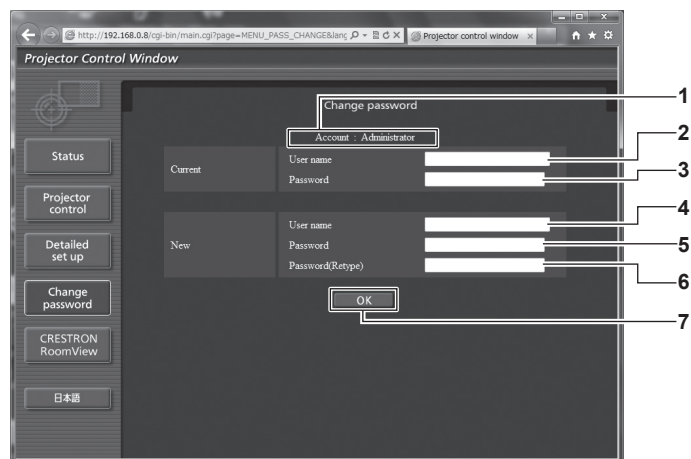 http://192.168.0.8/cgi-bin/main.cgi?page=MENU_PASS_CHANGE&lang
Projector control window
Projector Control Window
Change password
1
Account : Administrator
2
Status
Current
User name
Password
3
Projector
control
4
New
User name
Detailed
set up
Password
5
Password(Retype)
6
Change
password
OK
7
CRESTRON
RoomView
日本語